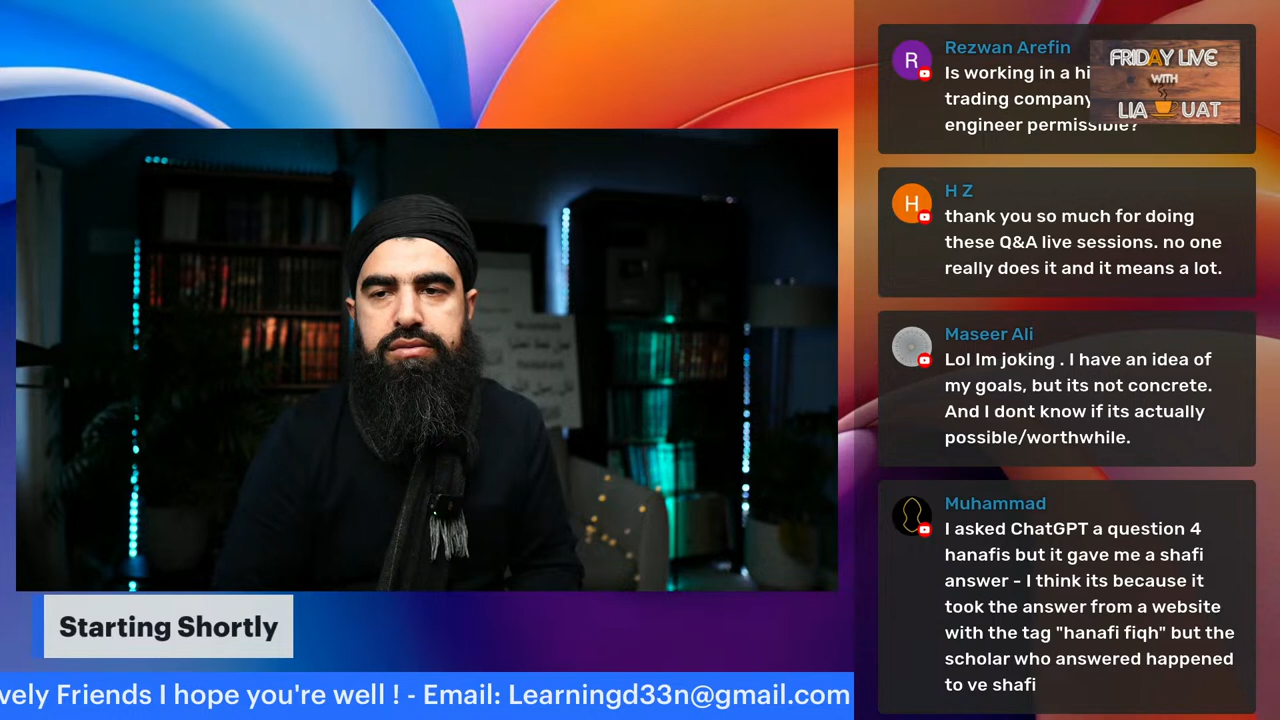 Rezwan Arefin
Is working in a hi
trading company
engineer permissible?
FRIDAY LIVE
WITH
LIA UAT
H Z
thank you so much for doing
these Q&A live sessions. no one
really does it and it means a lot.
Maseer Ali
Lol Im joking . I have an idea of
my goals, but its not concrete.
And I dont know if its actually
possible/worthwhile.
Muhammad
I asked ChatGPT a question 4
hanafis but it gave me a shafi
answer - I think its because it
took the answer from a website
with the tag "hanafi fiqh" but the
scholar who answered happened
to ve shafi
Starting Shortly
vely Friends I hope you're well ! - Email: Learningd33n@gmail.com